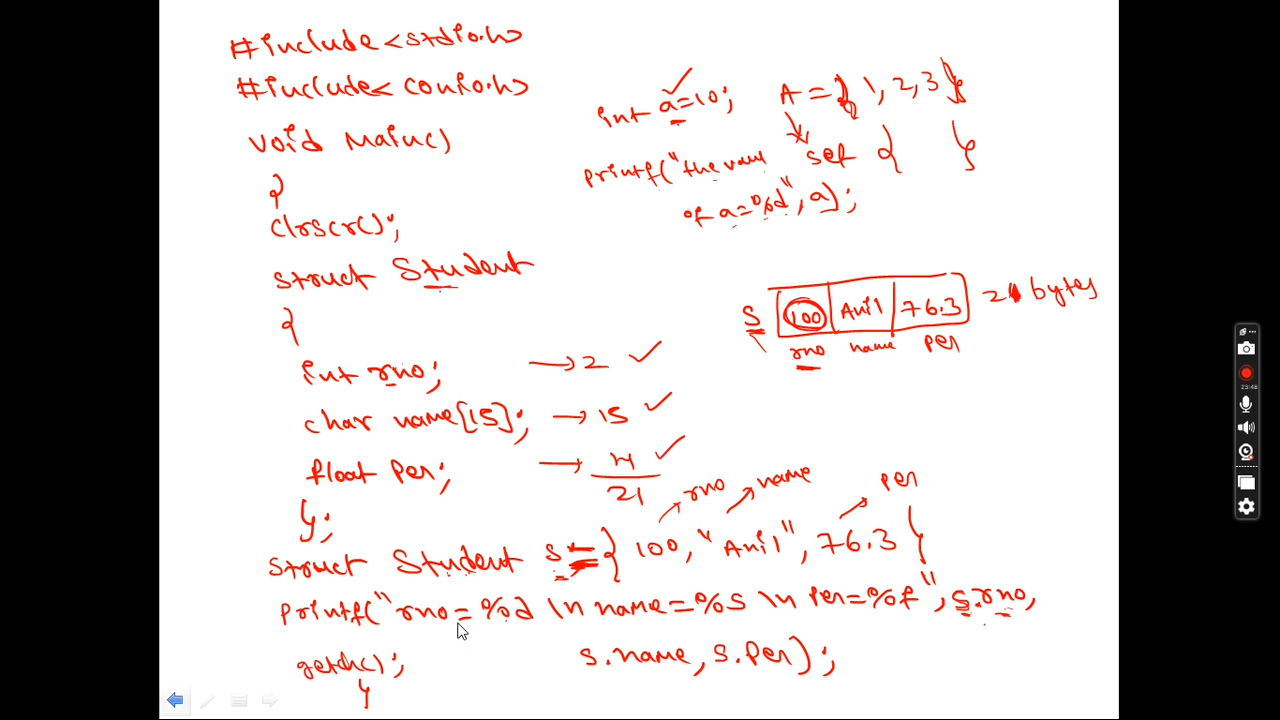 #include<stdio.h>
#include<conio.h>
void main()
{
clrscr();
struct Student
{
int rno; → 2 ✓
char name[15]; → 15 ✓
float Per; → 4 ✓
21
};
struct Student s = { 100, "Anil", 76.3 }
rno name per
printf("rno=%d \n name=%s \n Per=%f", s.rno,
s.name, s.Per);
getch();
}
int a=10; ✓
printf("the
of a=%d", a);
A = { 1, 2, 3 }
set { }
s 100 Anil 76.3 21 bytes
rno name per
23:48